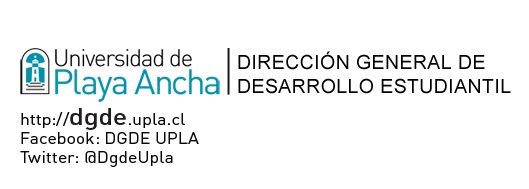 Universidad de
Playa Ancha
DIRECCIÓN GENERAL DE
DESARROLLO ESTUDIANTIL
http://dgde.upla.cl
Facebook: DGDE UPLA
Twitter: @DgdeUpla